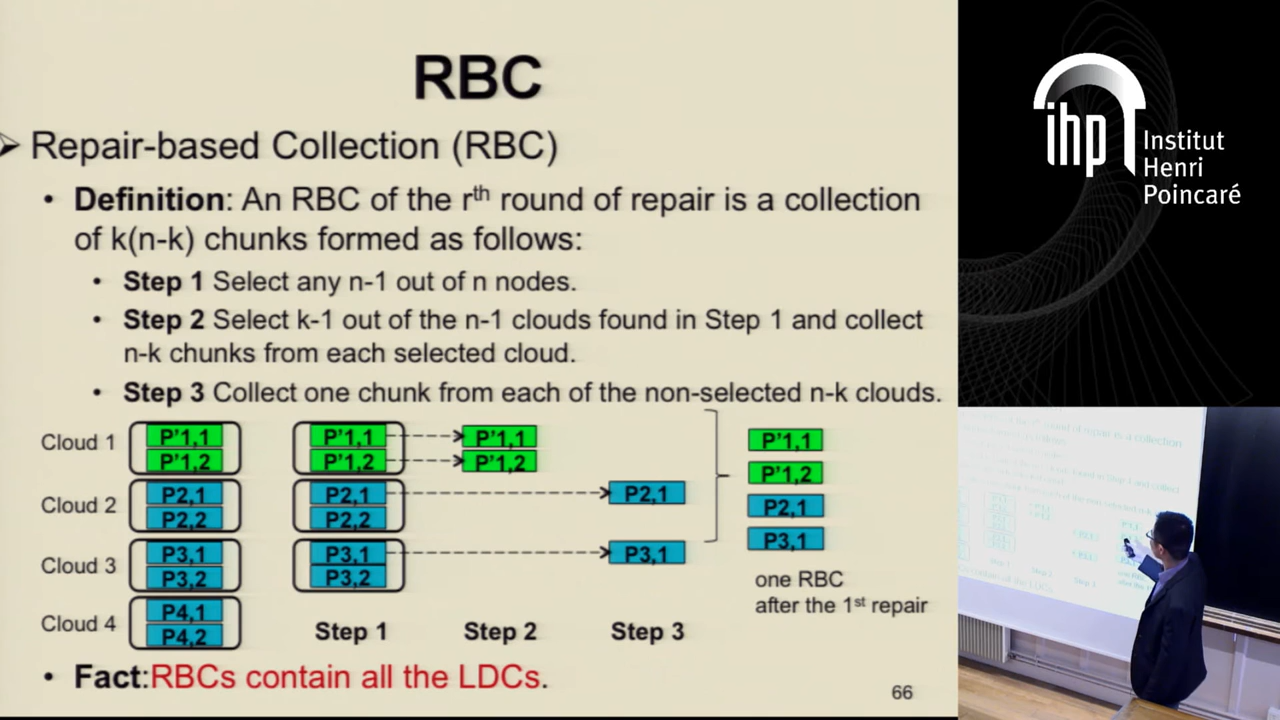 RBC
Repair-based Collection (RBC)
• Definition: An RBC of the rth round of repair is a collection
of k(n-k) chunks formed as follows:
• Step 1 Select any n-1 out of n nodes.
• Step 2 Select k-1 out of the n-1 clouds found in Step 1 and collect
n-k chunks from each selected cloud.
• Step 3 Collect one chunk from each of the non-selected n-k clouds.
Cloud 1
P'1,1
P'1,2
Cloud 2
P2,1
P2,2
Cloud 3
P3,1
P3,2
Cloud 4
P4,1
P4,2
P'1,1
P'1,2
P2,1
P2,2
P3,1
P3,2
Step 1
P'1,1
P'1,2
Step 2
P2,1
P3,1
Step 3
P'1,1
P'1,2
P2,1
P3,1
one RBC
after the 1st repair
• Fact:RBCs contain all the LDCs.
66
ihp
Institut
Henri
Poincaré